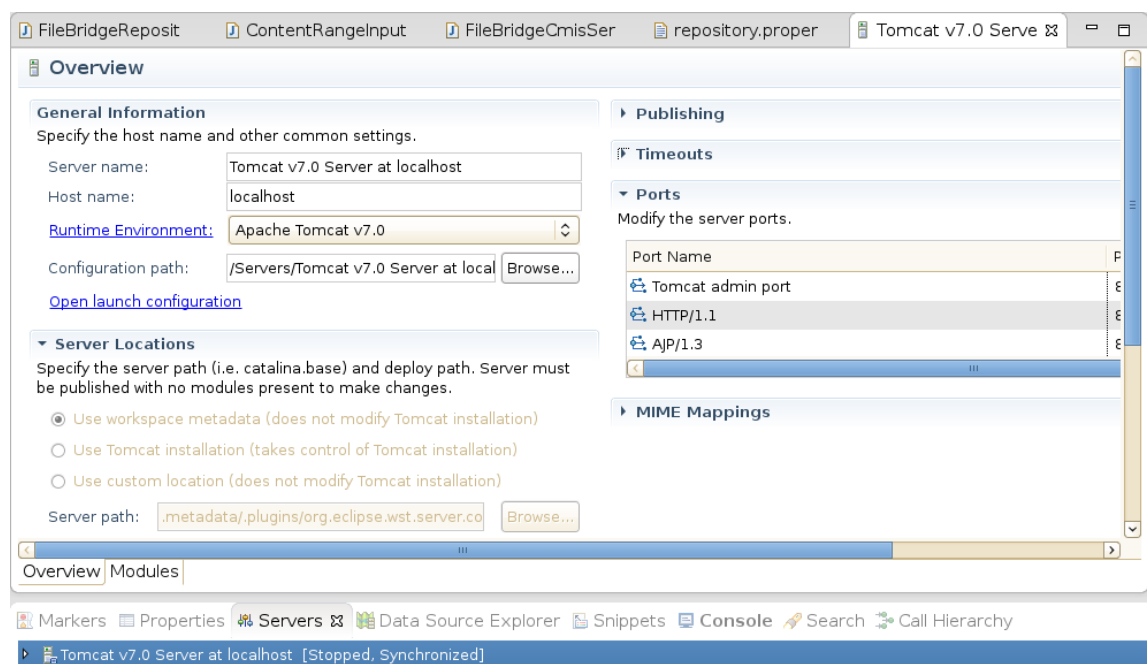 FileBridgeReposit
ContentRangeInput
FileBridgeCmisSer
repository.proper
Tomcat v7.0 Serve
Overview
General Information
Specify the host name and other common settings.
Server name: Tomcat v7.0 Server at localhost
Host name: localhost
Runtime Environment: Apache Tomcat v7.0
Configuration path: /Servers/Tomcat v7.0 Server at local Browse...
Open launch configuration
Server Locations
Specify the server path (i.e. catalina.base) and deploy path. Server must
be published with no modules present to make changes.
Use workspace metadata (does not modify Tomcat installation)
Use Tomcat installation (takes control of Tomcat installation)
Use custom location (does not modify Tomcat installation)
Server path: .metadata/.plugins/org.eclipse.wst.server.co Browse...
Publishing
Timeouts
Ports
Modify the server ports.
Port Name P
Tomcat admin port 8
HTTP/1.1 8
AJP/1.3 8
MIME Mappings
Overview Modules
Markers Properties Servers Data Source Explorer Snippets Console Search Call Hierarchy
Tomcat v7.0 Server at localhost [Stopped, Synchronized]